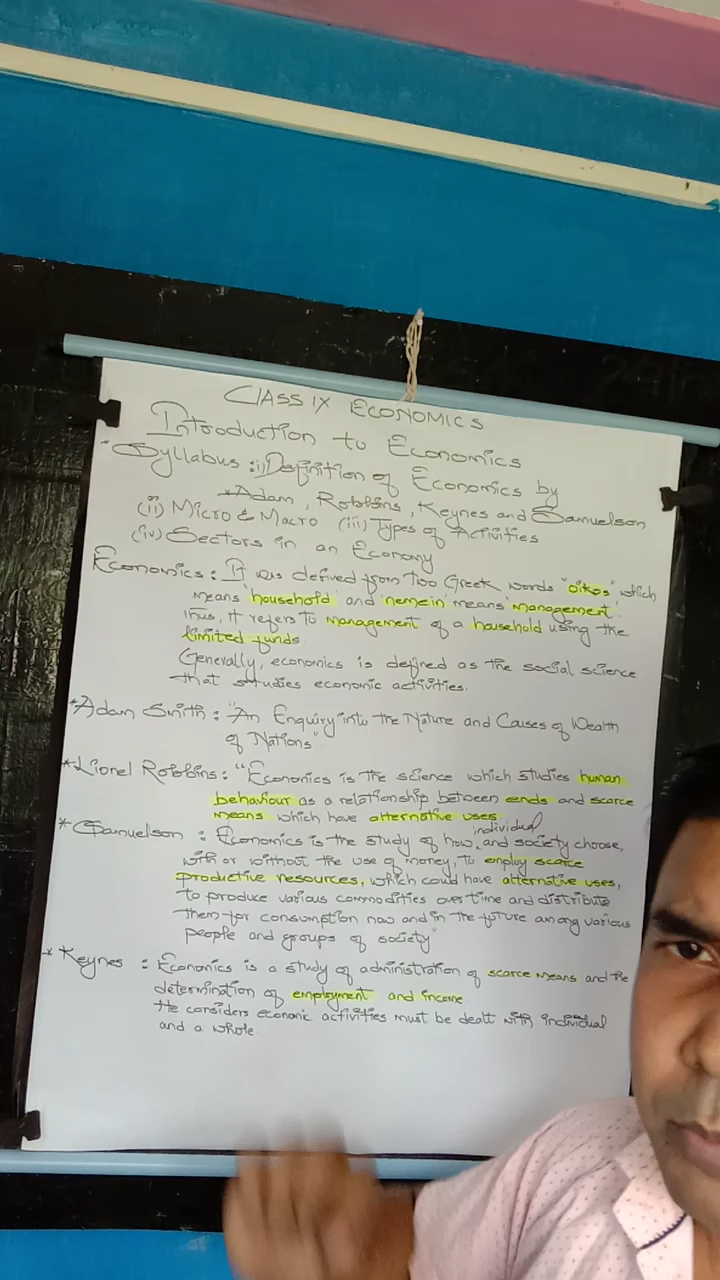 CLASS IX ECONOMICS
Introduction to Economics
Syllabus : i) Definition of Economics by
*Adam, Robbins, Keynes and Samuelson
(ii) Micro & Macro (iii) Types of Activities
(iv) Sectors in an Economy
Economics : It was derived from two Greek words "oikos" which
means 'household' and 'nemein' means 'management'.
Thus, it refers to management of a household using the
limited funds
Generally, economics is defined as the social science
that studies economic activities.
*Adam Smith : "An Enquiry into the Nature and Causes of Wealth
of Nations"
*Lionel Robbins : "Economics is the science which studies human
behaviour as a relationship between ends and scarce
means which have alternative uses.
individual
*Samuelson : Economics is the study of how and society choose,
with or without the use of money, to employ scarce
productive resources, which could have alternative uses,
to produce various commodities over time and distribute
them for consumption now and in the future among various
people and groups of society"
*Keynes : Economics is a study of administration of scarce means and the
determination of employment and income
He considers economic activities must be dealt with individual
and a whole